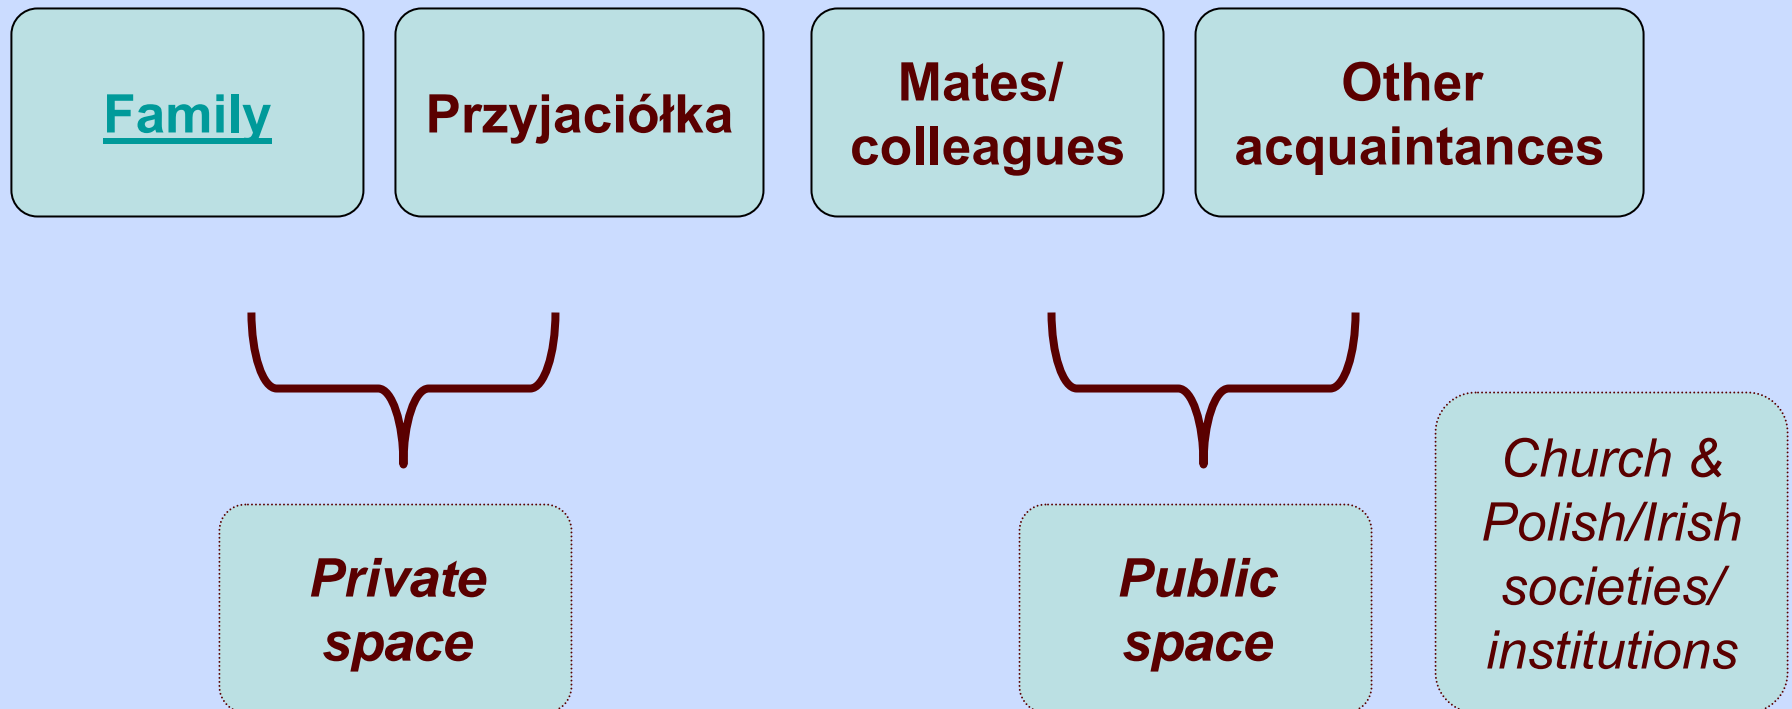 Family
Przyjaciółka
Mates/
colleagues
Other
acquaintances
Private
space
Public
space
Church &
Polish/Irish
societies/
institutions